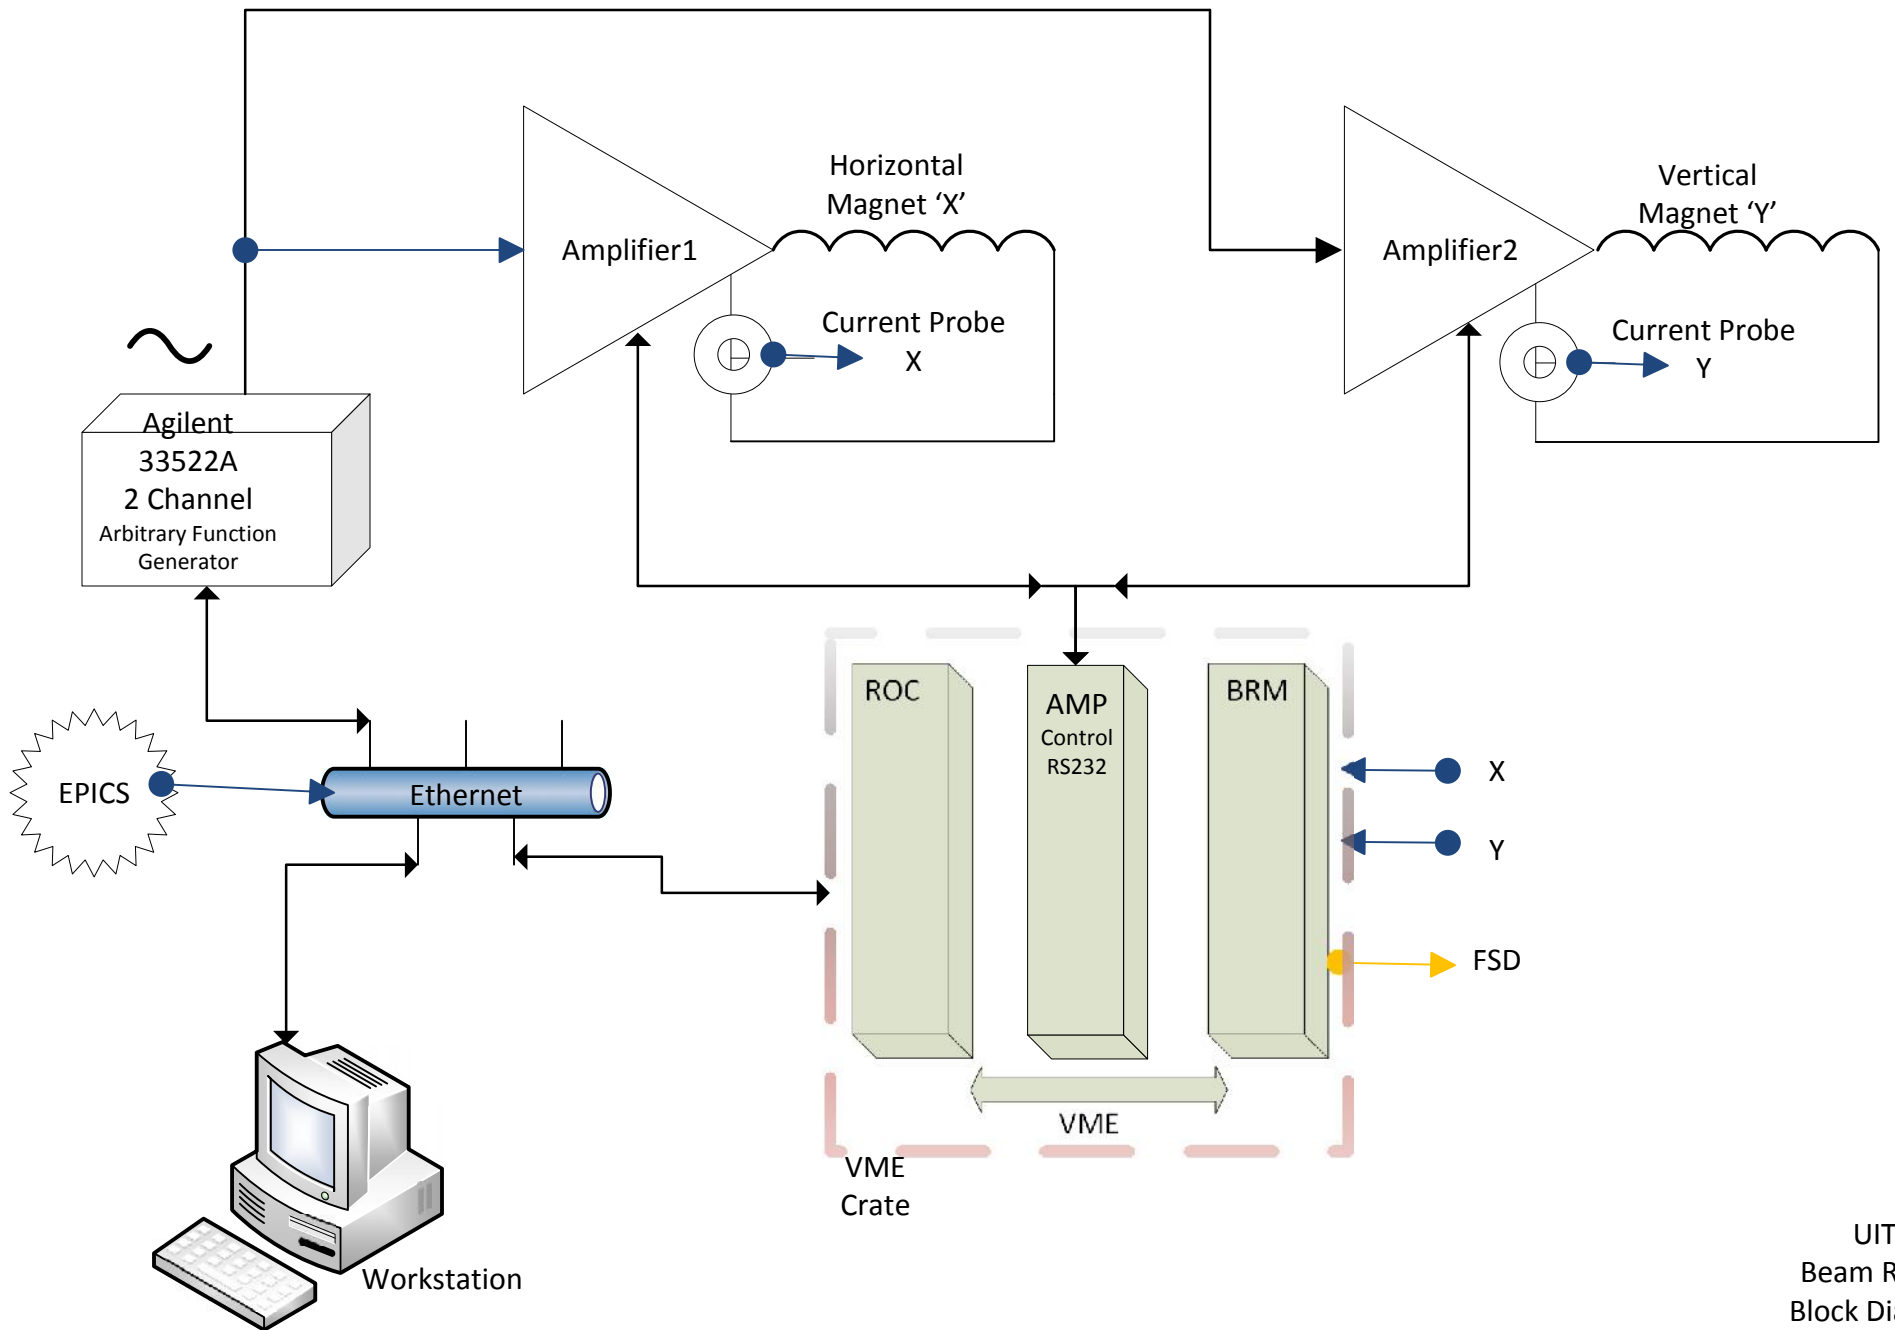 Horizontal
Magnet ‘X’
Vertical
Magnet ‘Y’
Amplifier1
Amplifier2
Current Probe
X
Current Probe
Y
Agilent
33522A
2 Channel
Arbitrary Function
Generator
ROC
AMP
Control
RS232
BRM
EPICS
Ethernet
X
Y
FSD
VME
VME
Crate
Workstation
UIT
Beam R
Block Dia